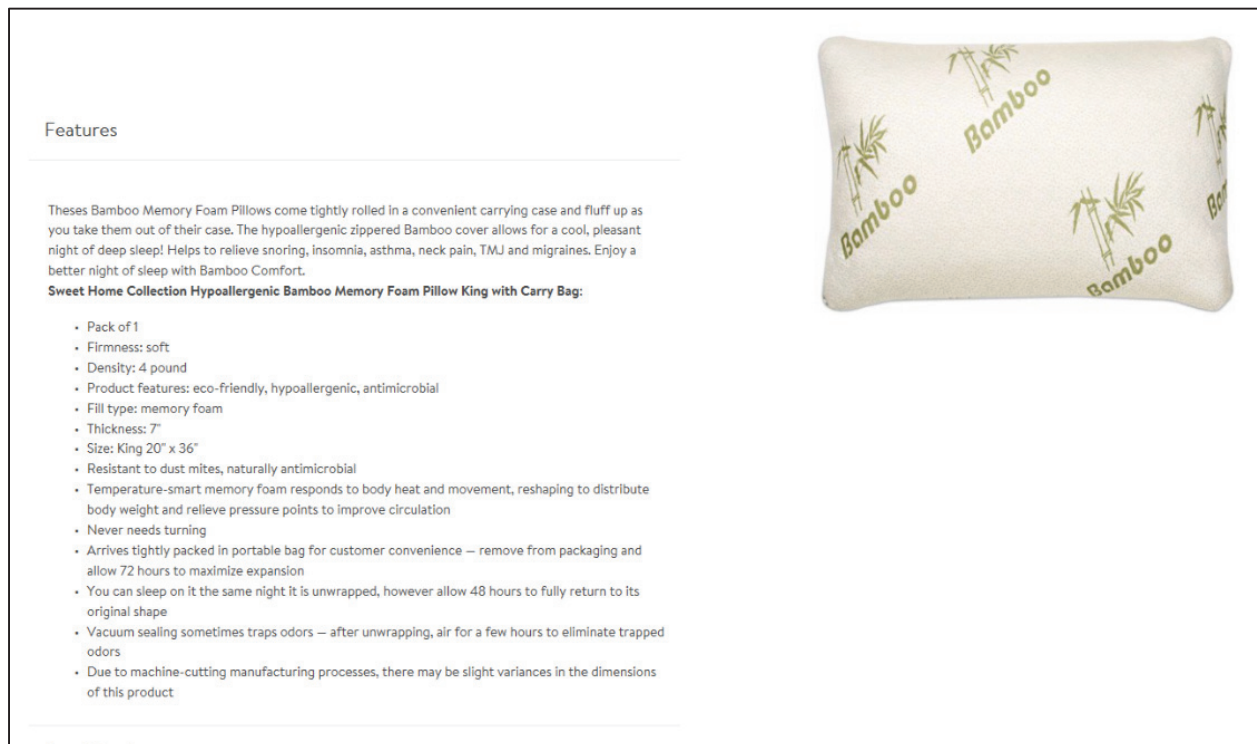 Features
Theses Bamboo Memory Foam Pillows come tightly rolled in a convenient carrying case and fluff up as
you take them out of their case. The hypoallergenic zippered Bamboo cover allows for a cool, pleasant
night of deep sleep! Helps to relieve snoring, insomnia, asthma, neck pain, TMJ and migraines. Enjoy a
better night of sleep with Bamboo Comfort.
Sweet Home Collection Hypoallergenic Bamboo Memory Foam Pillow King with Carry Bag:
• Pack of 1
• Firmness: soft
• Density: 4 pound
• Product features: eco-friendly, hypoallergenic, antimicrobial
• Fill type: memory foam
• Thickness: 7"
• Size: King 20" x 36"
• Resistant to dust mites, naturally antimicrobial
• Temperature-smart memory foam responds to body heat and movement, reshaping to distribute
body weight and relieve pressure points to improve circulation
• Never needs turning
• Arrives tightly packed in portable bag for customer convenience — remove from packaging and
allow 72 hours to maximize expansion
• You can sleep on it the same night it is unwrapped, however allow 48 hours to fully return to its
original shape
• Vacuum sealing sometimes traps odors — after unwrapping, air for a few hours to eliminate trapped
odors
• Due to machine-cutting manufacturing processes, there may be slight variances in the dimensions
of this product
Bamboo
Bamboo
Bamboo